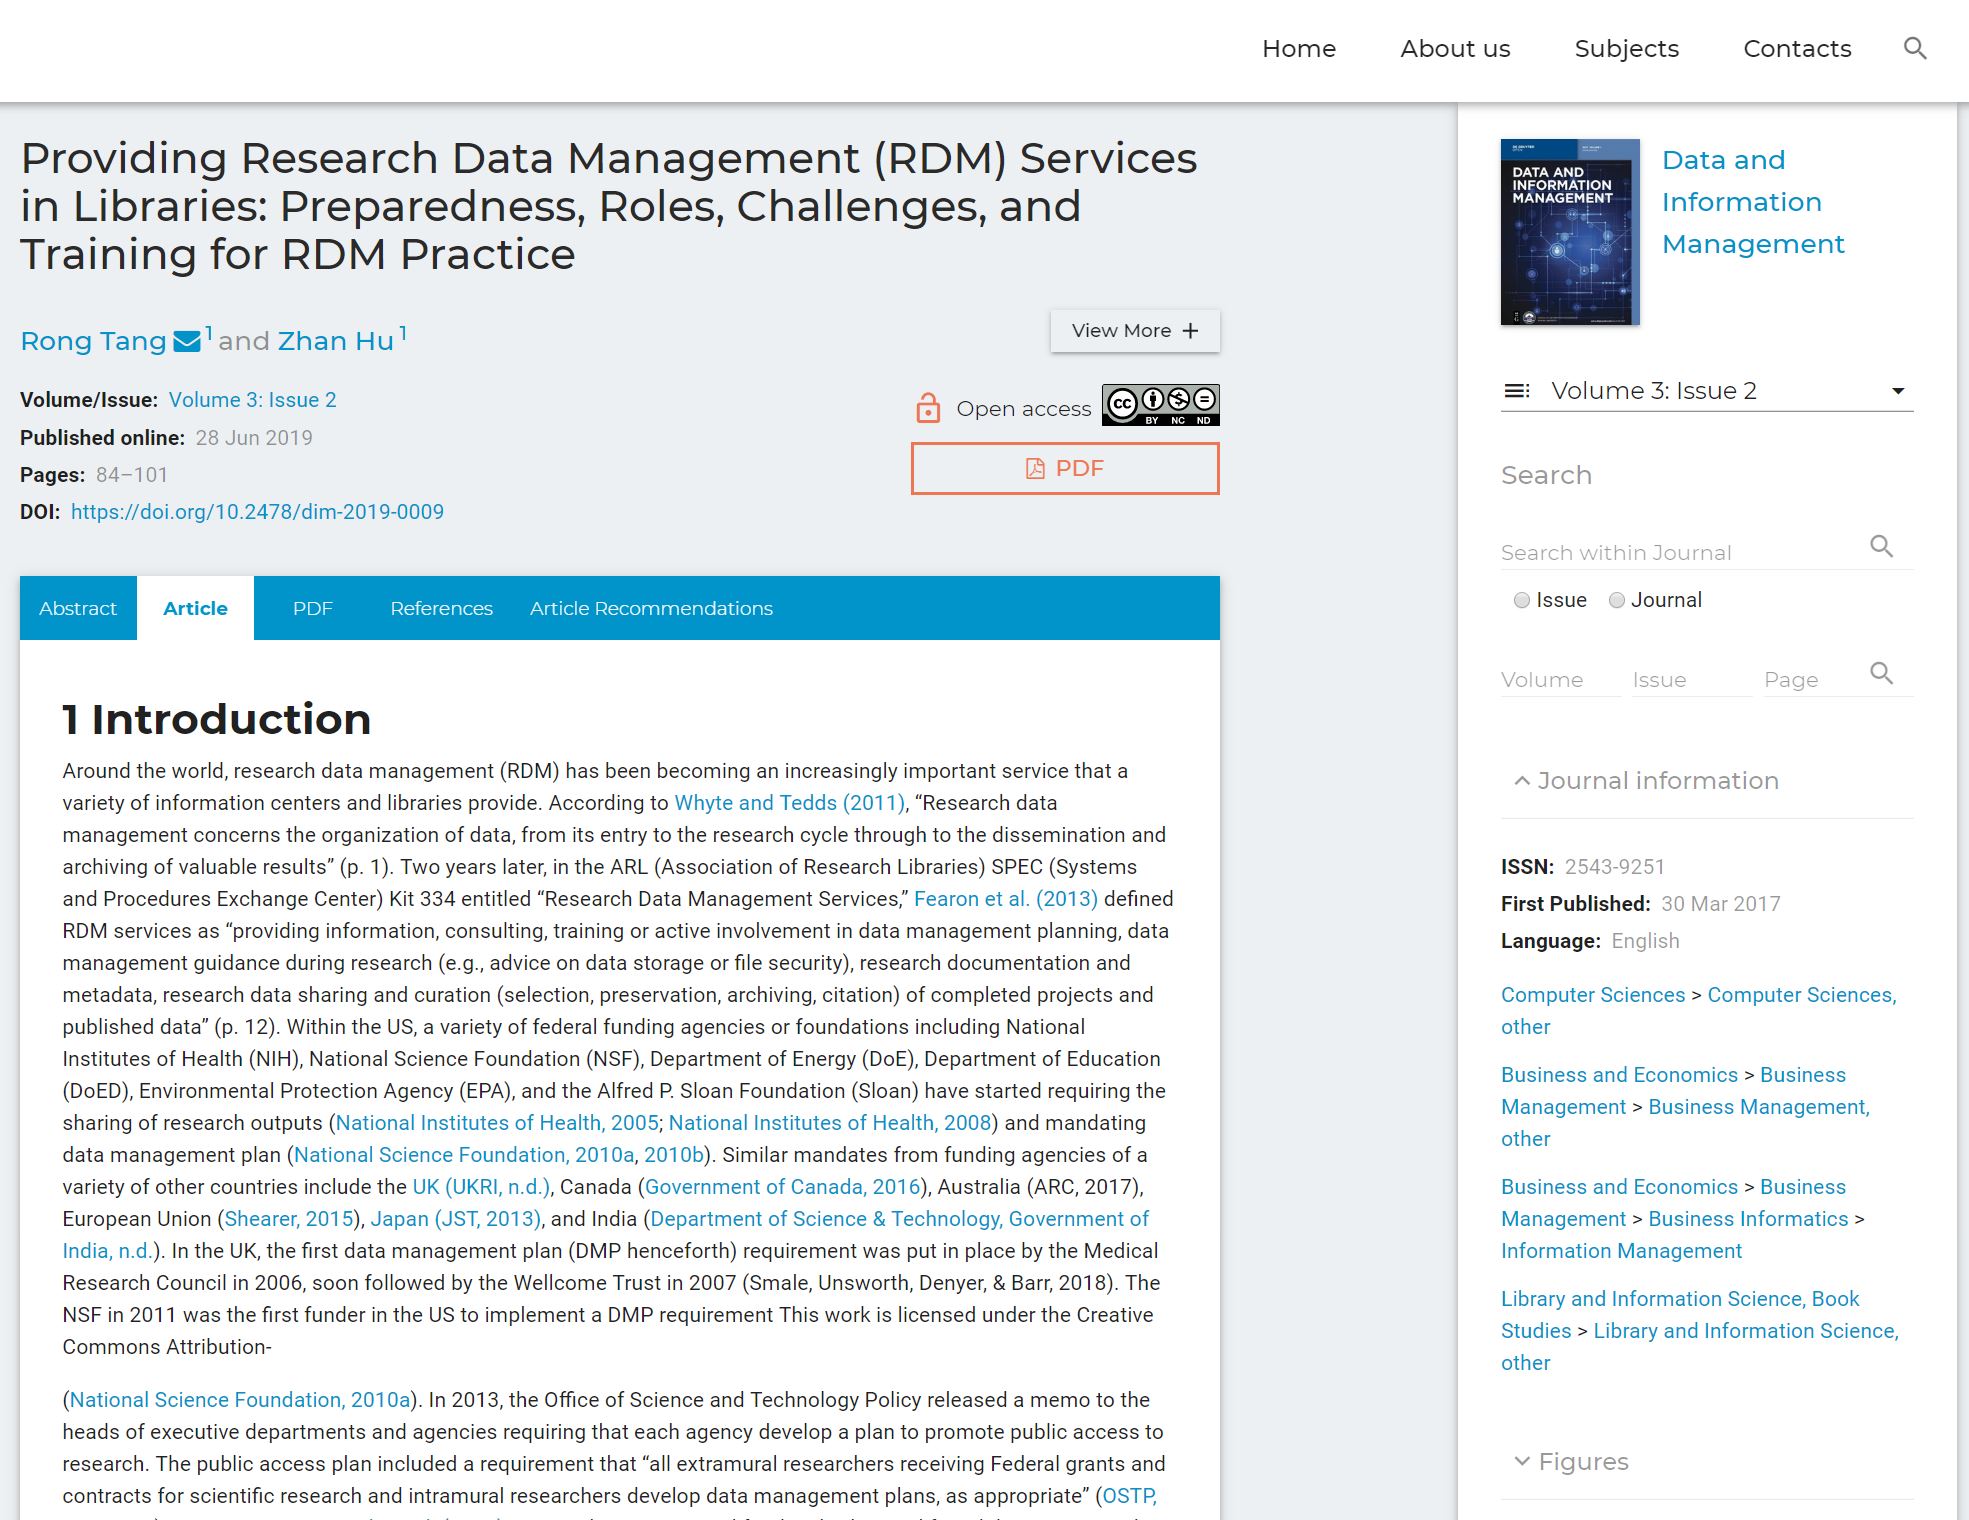 Home About us Subjects Contacts
Providing Research Data Management (RDM) Services
in Libraries: Preparedness, Roles, Challenges, and
Training for RDM Practice
Rong Tang 1 and Zhan Hu 1
View More +
Volume/Issue: Volume 3: Issue 2
Published online: 28 Jun 2019
Pages: 84–101
DOI: https://doi.org/10.2478/dim-2019-0009
Open access
CC BY NC ND
PDF
Abstract Article PDF References Article Recommendations
1 Introduction
Around the world, research data management (RDM) has been becoming an increasingly important service that a
variety of information centers and libraries provide. According to Whyte and Tedds (2011), “Research data
management concerns the organization of data, from its entry to the research cycle through to the dissemination and
archiving of valuable results” (p. 1). Two years later, in the ARL (Association of Research Libraries) SPEC (Systems
and Procedures Exchange Center) Kit 334 entitled “Research Data Management Services,” Fearon et al. (2013) defined
RDM services as “providing information, consulting, training or active involvement in data management planning, data
management guidance during research (e.g., advice on data storage or file security), research documentation and
metadata, research data sharing and curation (selection, preservation, archiving, citation) of completed projects and
published data” (p. 12). Within the US, a variety of federal funding agencies or foundations including National
Institutes of Health (NIH), National Science Foundation (NSF), Department of Energy (DoE), Department of Education
(DoED), Environmental Protection Agency (EPA), and the Alfred P. Sloan Foundation (Sloan) have started requiring the
sharing of research outputs (National Institutes of Health, 2005; National Institutes of Health, 2008) and mandating
data management plan (National Science Foundation, 2010a, 2010b). Similar mandates from funding agencies of a
variety of other countries include the UK (UKRI, n.d.), Canada (Government of Canada, 2016), Australia (ARC, 2017),
European Union (Shearer, 2015), Japan (JST, 2013), and India (Department of Science & Technology, Government of
India, n.d.). In the UK, the first data management plan (DMP henceforth) requirement was put in place by the Medical
Research Council in 2006, soon followed by the Wellcome Trust in 2007 (Smale, Unsworth, Denyer, & Barr, 2018). The
NSF in 2011 was the first funder in the US to implement a DMP requirement This work is licensed under the Creative
Commons Attribution-
(National Science Foundation, 2010a). In 2013, the Office of Science and Technology Policy released a memo to the
heads of executive departments and agencies requiring that each agency develop a plan to promote public access to
research. The public access plan included a requirement that “all extramural researchers receiving Federal grants and
contracts for scientific research and intramural researchers develop data management plans, as appropriate” (OSTP,
DATA AND
INFORMATION
MANAGEMENT
Data and
Information
Management
Volume 3: Issue 2
Search
Search within Journal
Issue Journal
Volume Issue Page
Journal information
ISSN: 2543-9251
First Published: 30 Mar 2017
Language: English
Computer Sciences > Computer Sciences,
other
Business and Economics > Business
Management > Business Management,
other
Business and Economics > Business
Management > Business Informatics >
Information Management
Library and Information Science, Book
Studies > Library and Information Science,
other
Figures